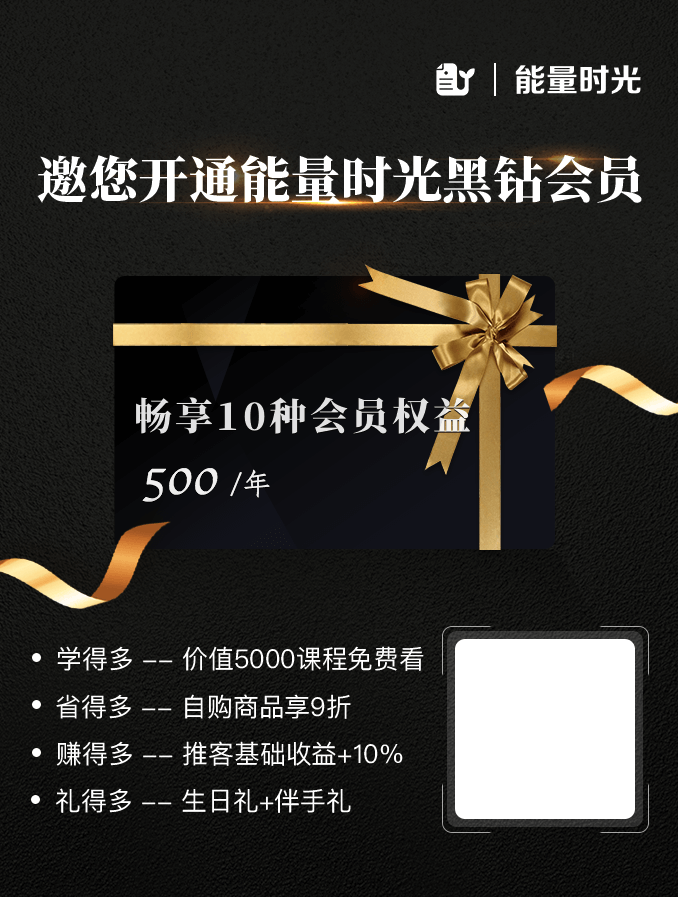 能量时光
邀您开通能量时光黑钻会员
畅享10种会员权益
500 /年
学得多 –– 价值5000课程免费看
省得多 –– 自购商品享9折
赚得多 –– 推客基础收益+10%
礼得多 –– 生日礼+伴手礼